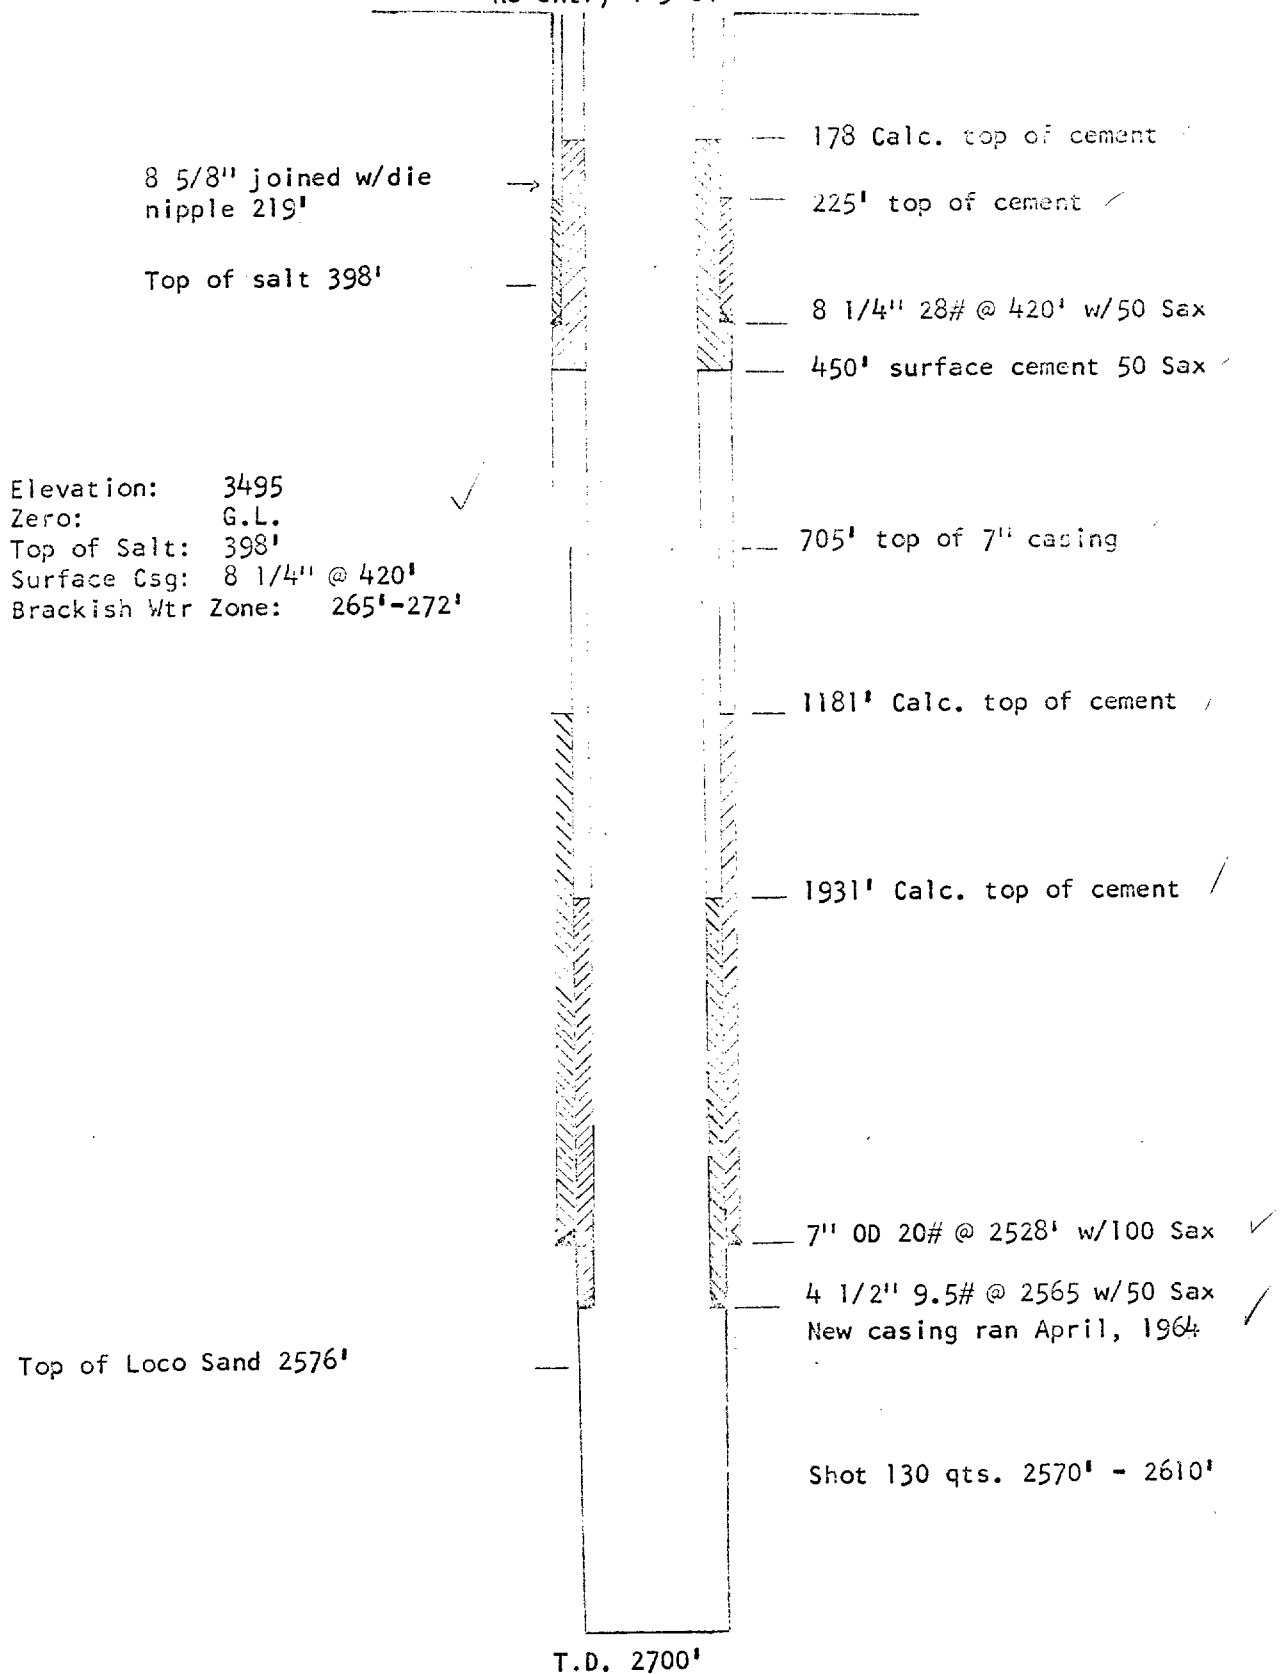 178 Calc. top of cement
8 5/8" joined w/die
nipple 219'
225' top of cement
Top of salt 398'
8 1/4" 28# @ 420' w/50 Sax
450' surface cement 50 Sax
Elevation: 3495
Zero: G.L.
Top of Salt: 398'
Surface Csg: 8 1/4" @ 420'
Brackish Wtr Zone: 265'-272'
705' top of 7" casing
1181' Calc. top of cement
1931' Calc. top of cement
7" OD 20# @ 2528' w/100 Sax
4 1/2" 9.5# @ 2565 w/50 Sax
New casing ran April, 1964
Top of Loco Sand 2576'
Shot 130 qts. 2570' - 2610'
T.D. 2700'